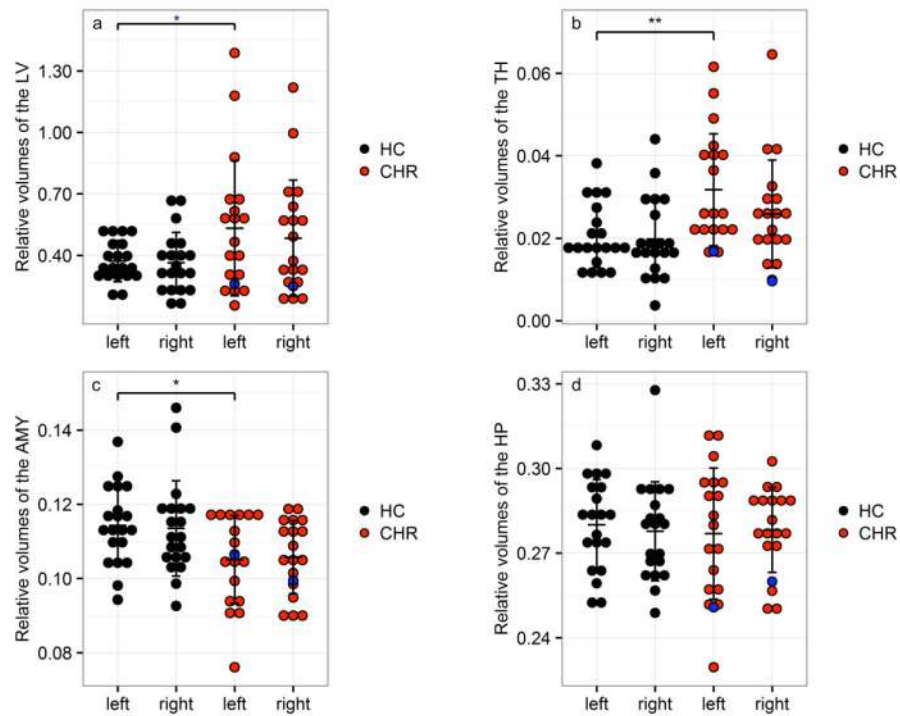 a
*
Relative volumes of the LV
1.30
1.00
0.70
0.40
left right left right
HC
CHR
b
**
Relative volumes of the TH
0.06
0.04
0.02
0.00
left right left right
HC
CHR
c
*
Relative volumes of the AMY
0.14
0.12
0.10
0.08
left right left right
HC
CHR
d
Relative volumes of the HP
0.33
0.30
0.27
0.24
left right left right
HC
CHR